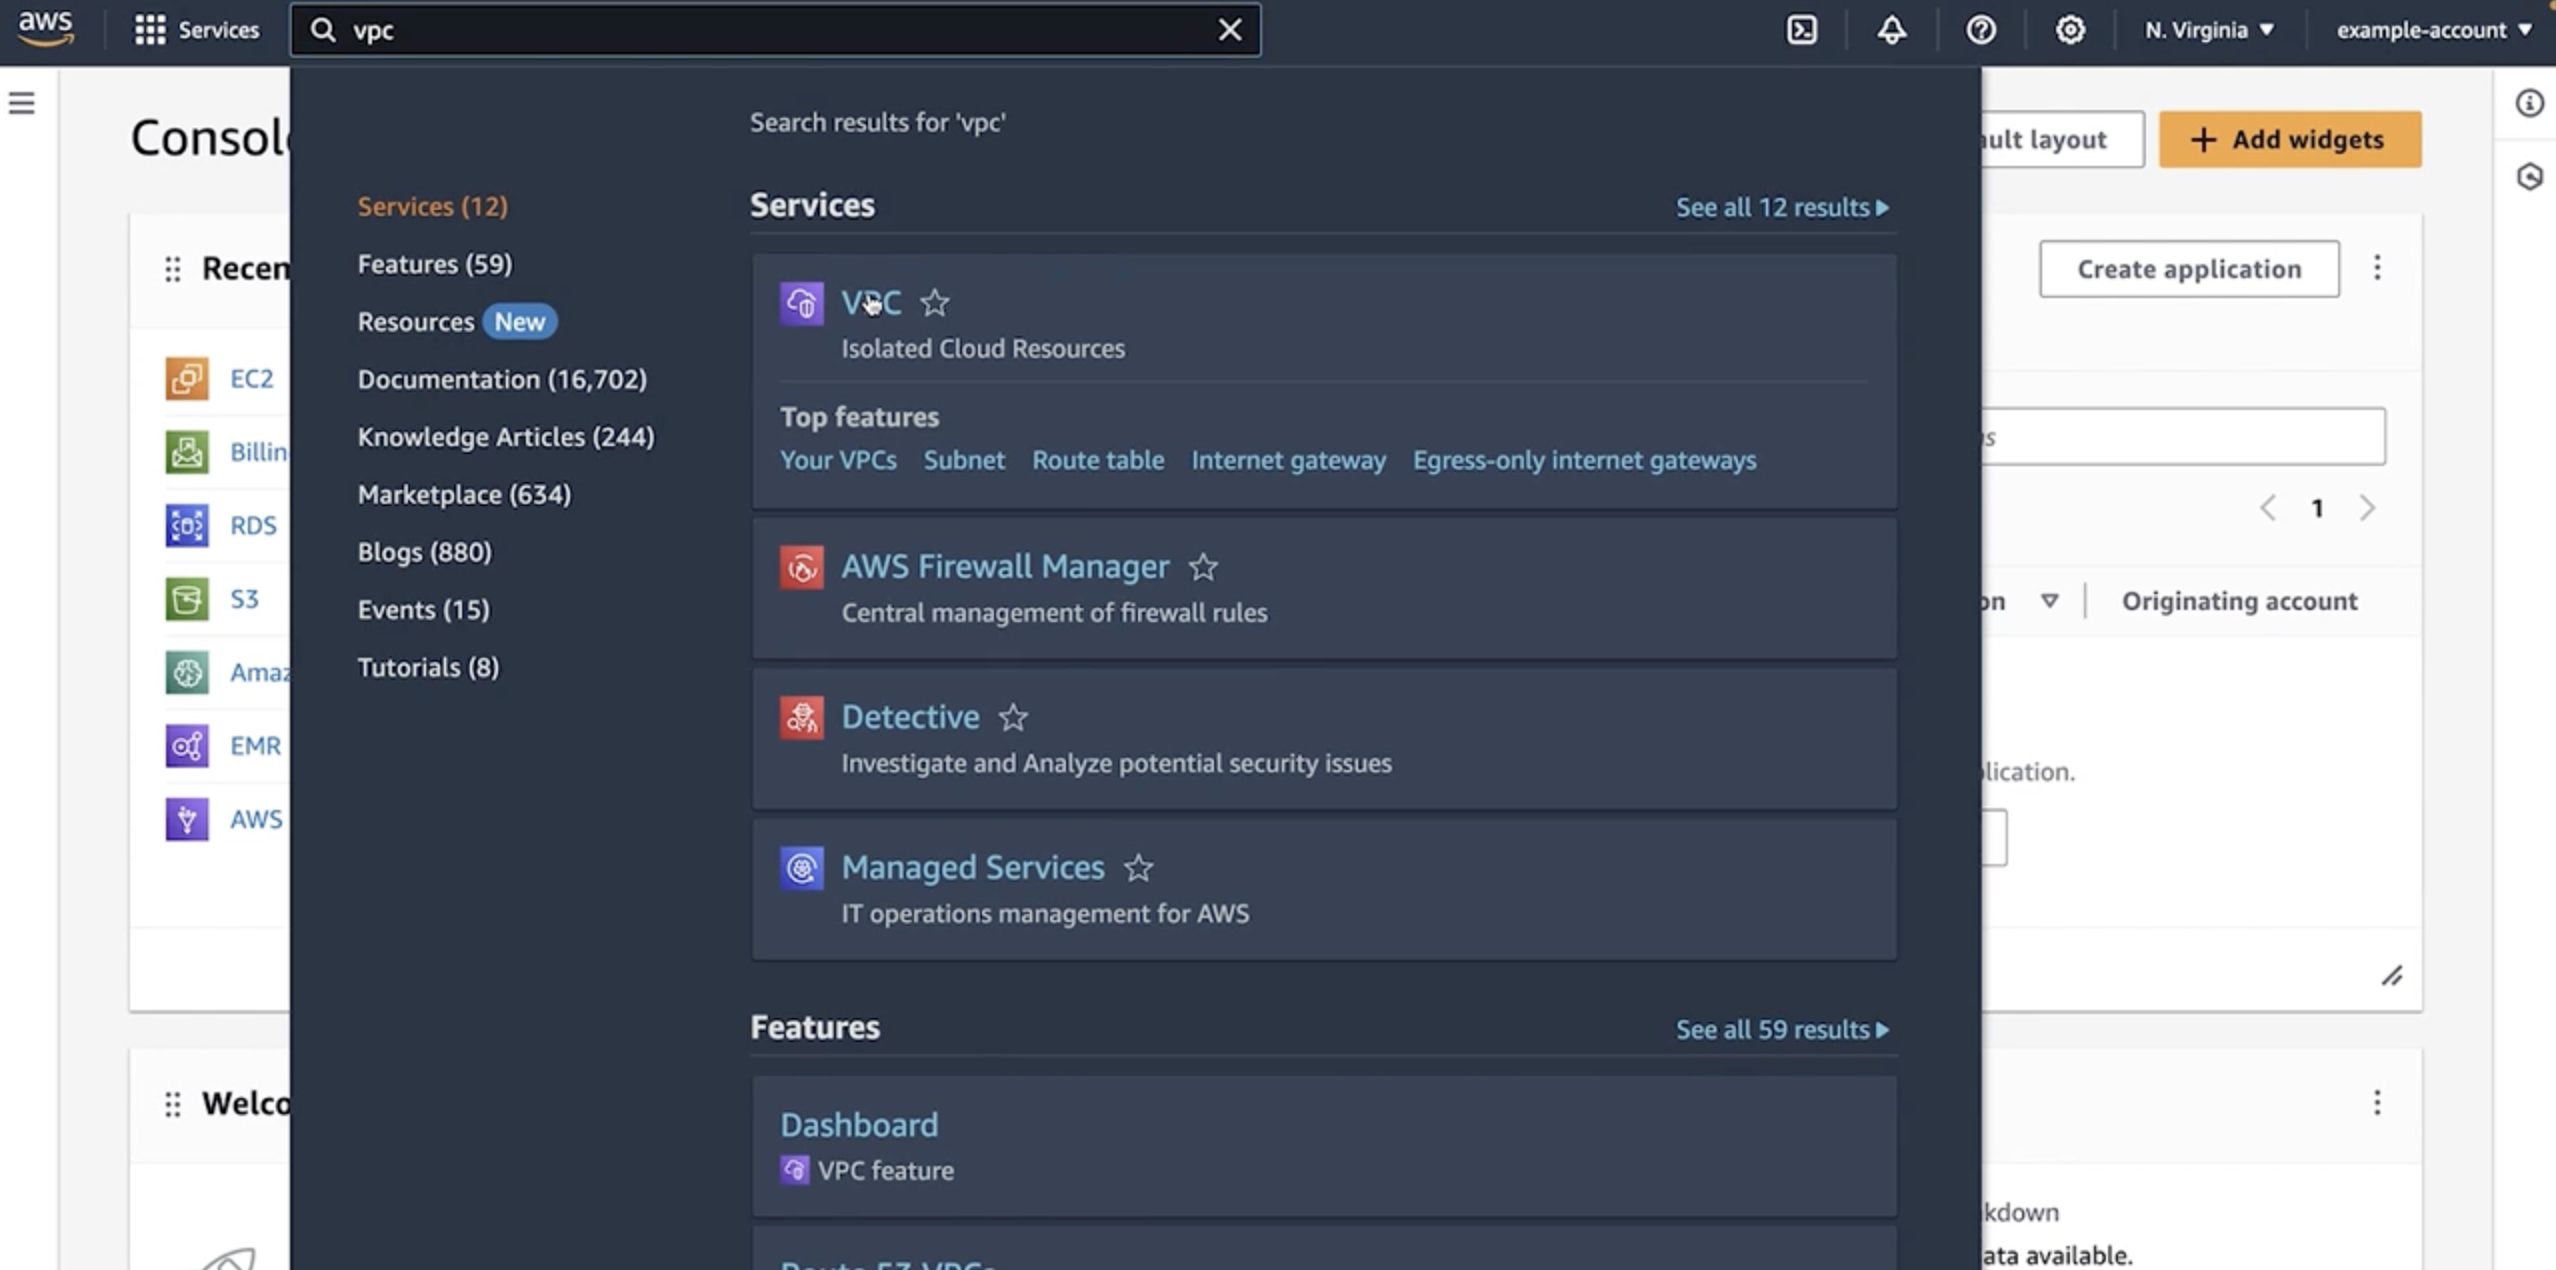 aws
Services
vpc
N. Virginia
example-account
Consol
ult layout
+ Add widgets
Search results for 'vpc'
Services (12)
Features (59)
Resources New
Documentation (16,702)
Knowledge Articles (244)
Marketplace (634)
Blogs (880)
Events (15)
Tutorials (8)
Services
See all 12 results
VPC
Isolated Cloud Resources
Top features
Your VPCs Subnet Route table Internet gateway Egress-only internet gateways
AWS Firewall Manager
Central management of firewall rules
Detective
Investigate and Analyze potential security issues
Managed Services
IT operations management for AWS
Features
See all 59 results
Dashboard
VPC feature
Route 53 VPCs
Recen
EC2
Billin
RDS
S3
Amaz
EMR
AWS
Welco
Create application
s
1
on
Originating account
lication.
kdown
ata available.